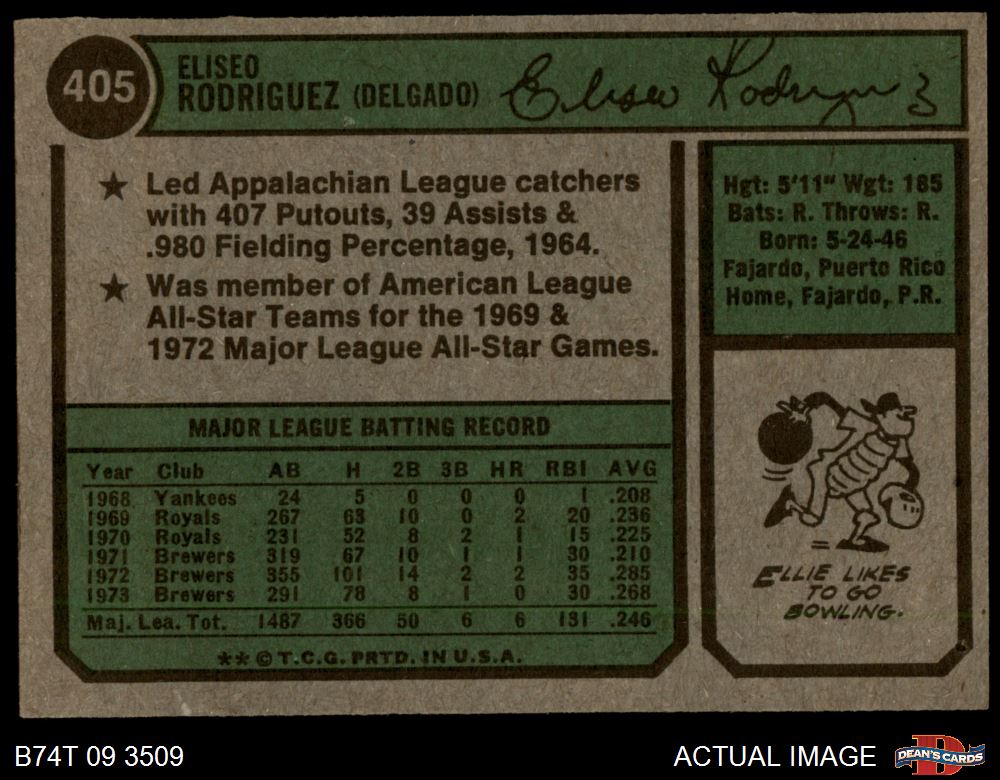 405
ELISEO
RODRIGUEZ (DELGADO)
Eliseo Rodriguez
★ Led Appalachian League catchers
with 407 Putouts, 39 Assists &
.980 Fielding Percentage, 1964.
★ Was member of American League
All-Star Teams for the 1969 &
1972 Major League All-Star Games.
Hgt: 5'11" Wgt: 185
Bats: R. Throws: R.
Born: 5-24-46
Fajardo, Puerto Rico
Home, Fajardo, P.R.
MAJOR LEAGUE BATTING RECORD
Year Club AB H 2B 3B HR RBI AVG
1968 Yankees 24 5 0 0 0 1 .208
1969 Royals 267 63 10 0 2 20 .236
1970 Royals 231 52 8 2 1 15 .225
1971 Brewers 319 67 10 1 1 30 .210
1972 Brewers 355 101 14 2 2 35 .285
1973 Brewers 291 78 8 1 0 30 .268
Maj. Lea. Tot. 1487 366 50 6 6 131 .246
**©T.C.G. PRTD. IN U.S.A.
ELLIE LIKES
TO GO
BOWLING.
B74T 09 3509
ACTUAL IMAGE
DEAN'S CARDS